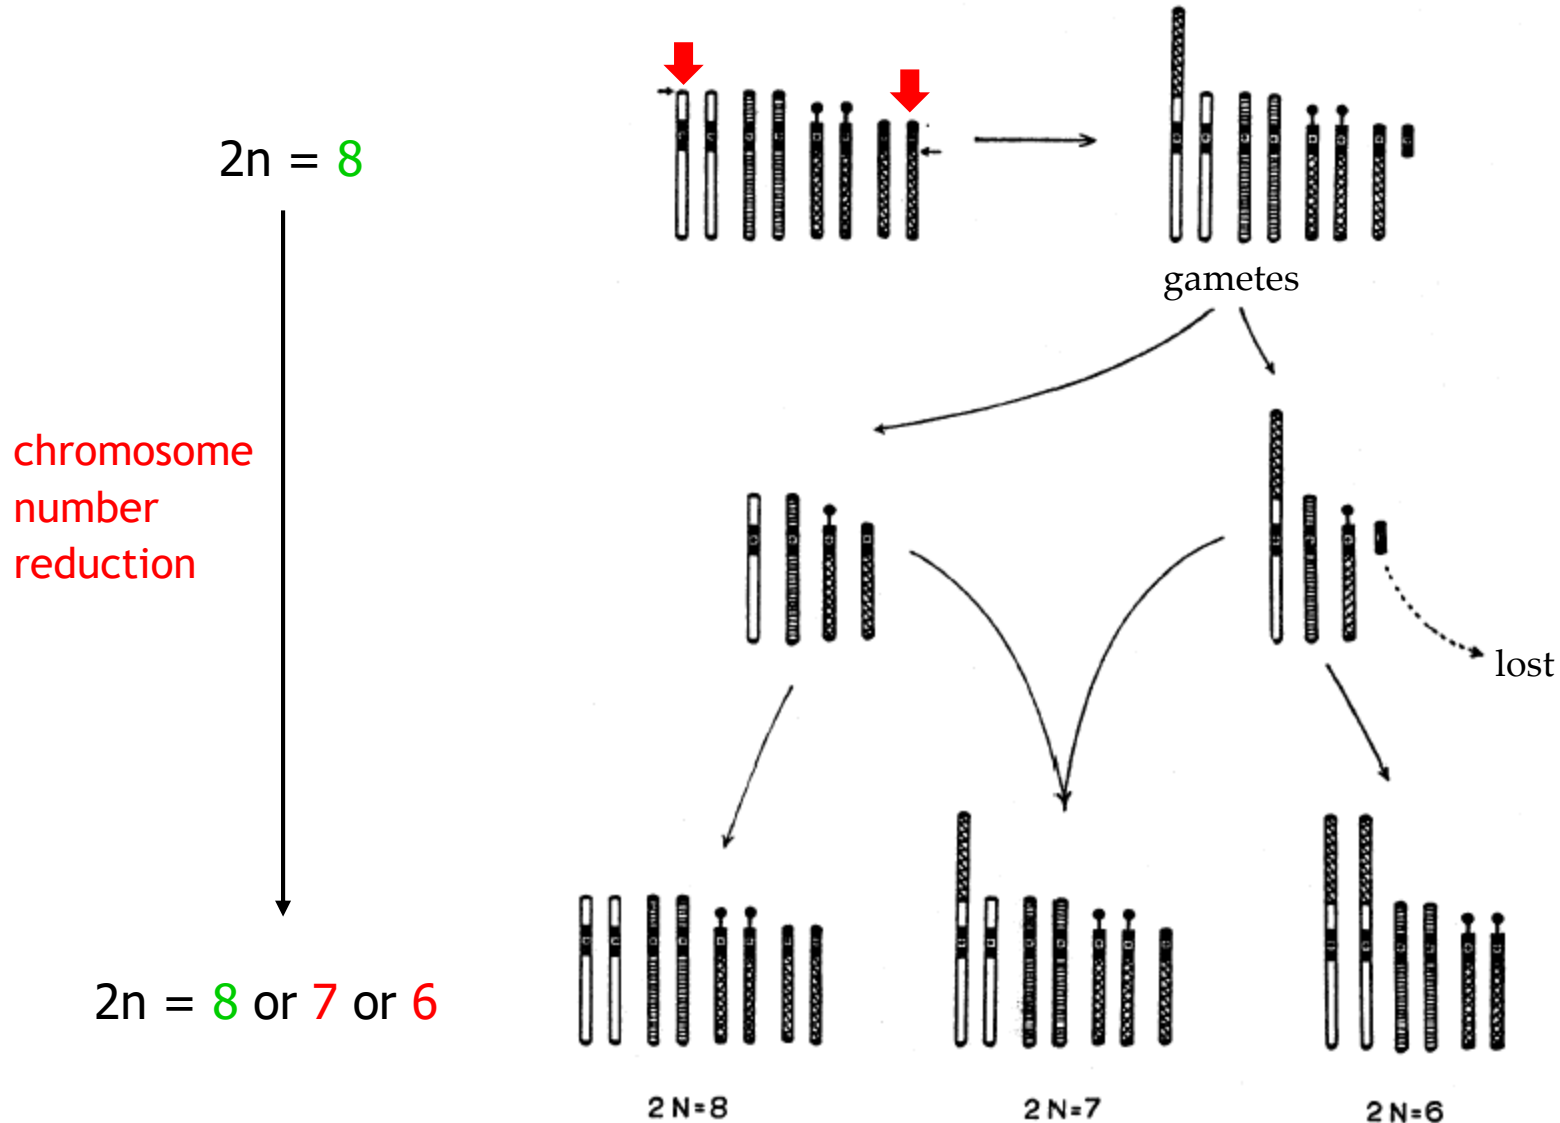 2n = 8
gametes
chromosome
number
reduction
lost
2n = 8 or 7 or 6
2N=8
2N=7
2N=6